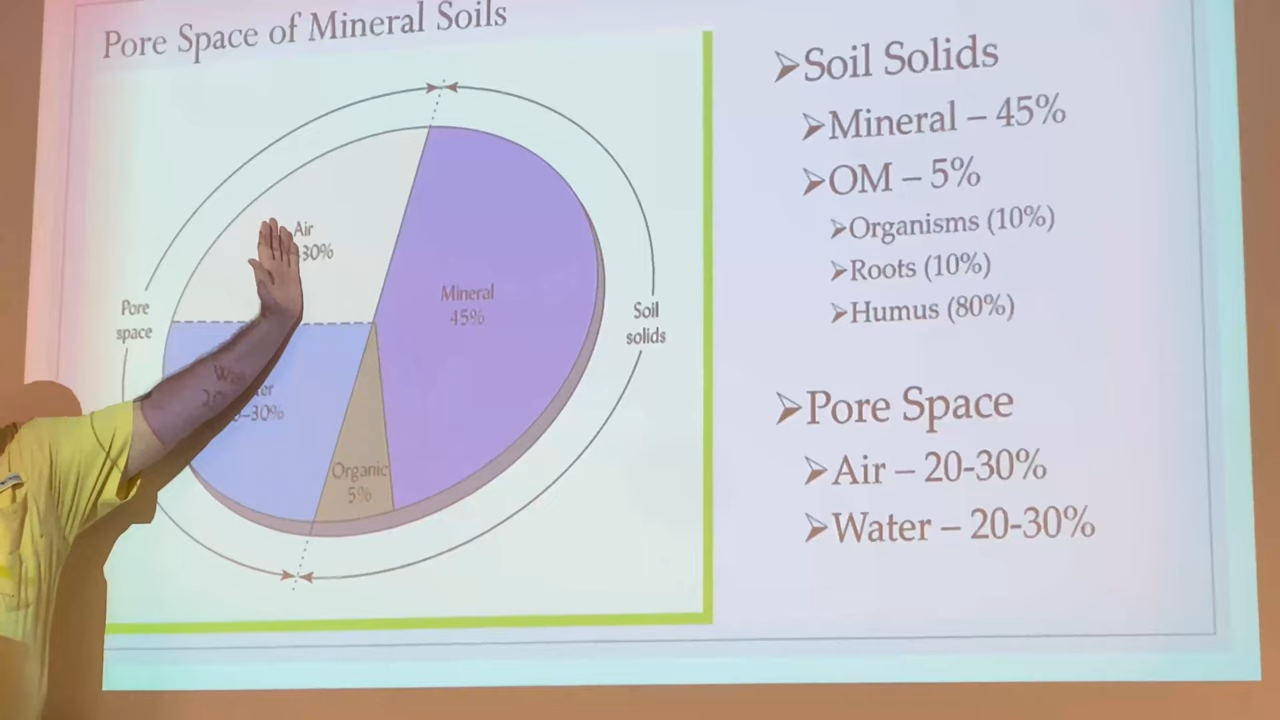 Pore Space of Mineral Soils
Air
30%
Mineral
45%
Pore
space
Soil
solids
–30%
Organic
5%
➢Soil Solids
➢Mineral – 45%
➢OM – 5%
➢Organisms (10%)
➢Roots (10%)
➢Humus (80%)
➢Pore Space
➢Air – 20-30%
➢Water – 20-30%